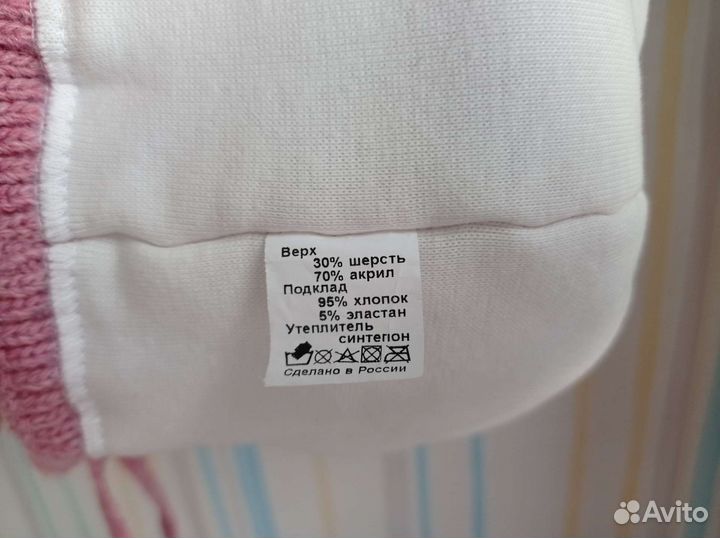 Верх
30% шерсть
70% акрил
Подклад
95% хлопок
5% эластан
Утеплитель
синтепон
Сделано в России
Avito